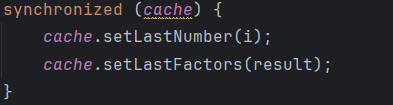 synchronized (cache) {
    cache.setLastNumber(i);
    cache.setLastFactors(result);
}